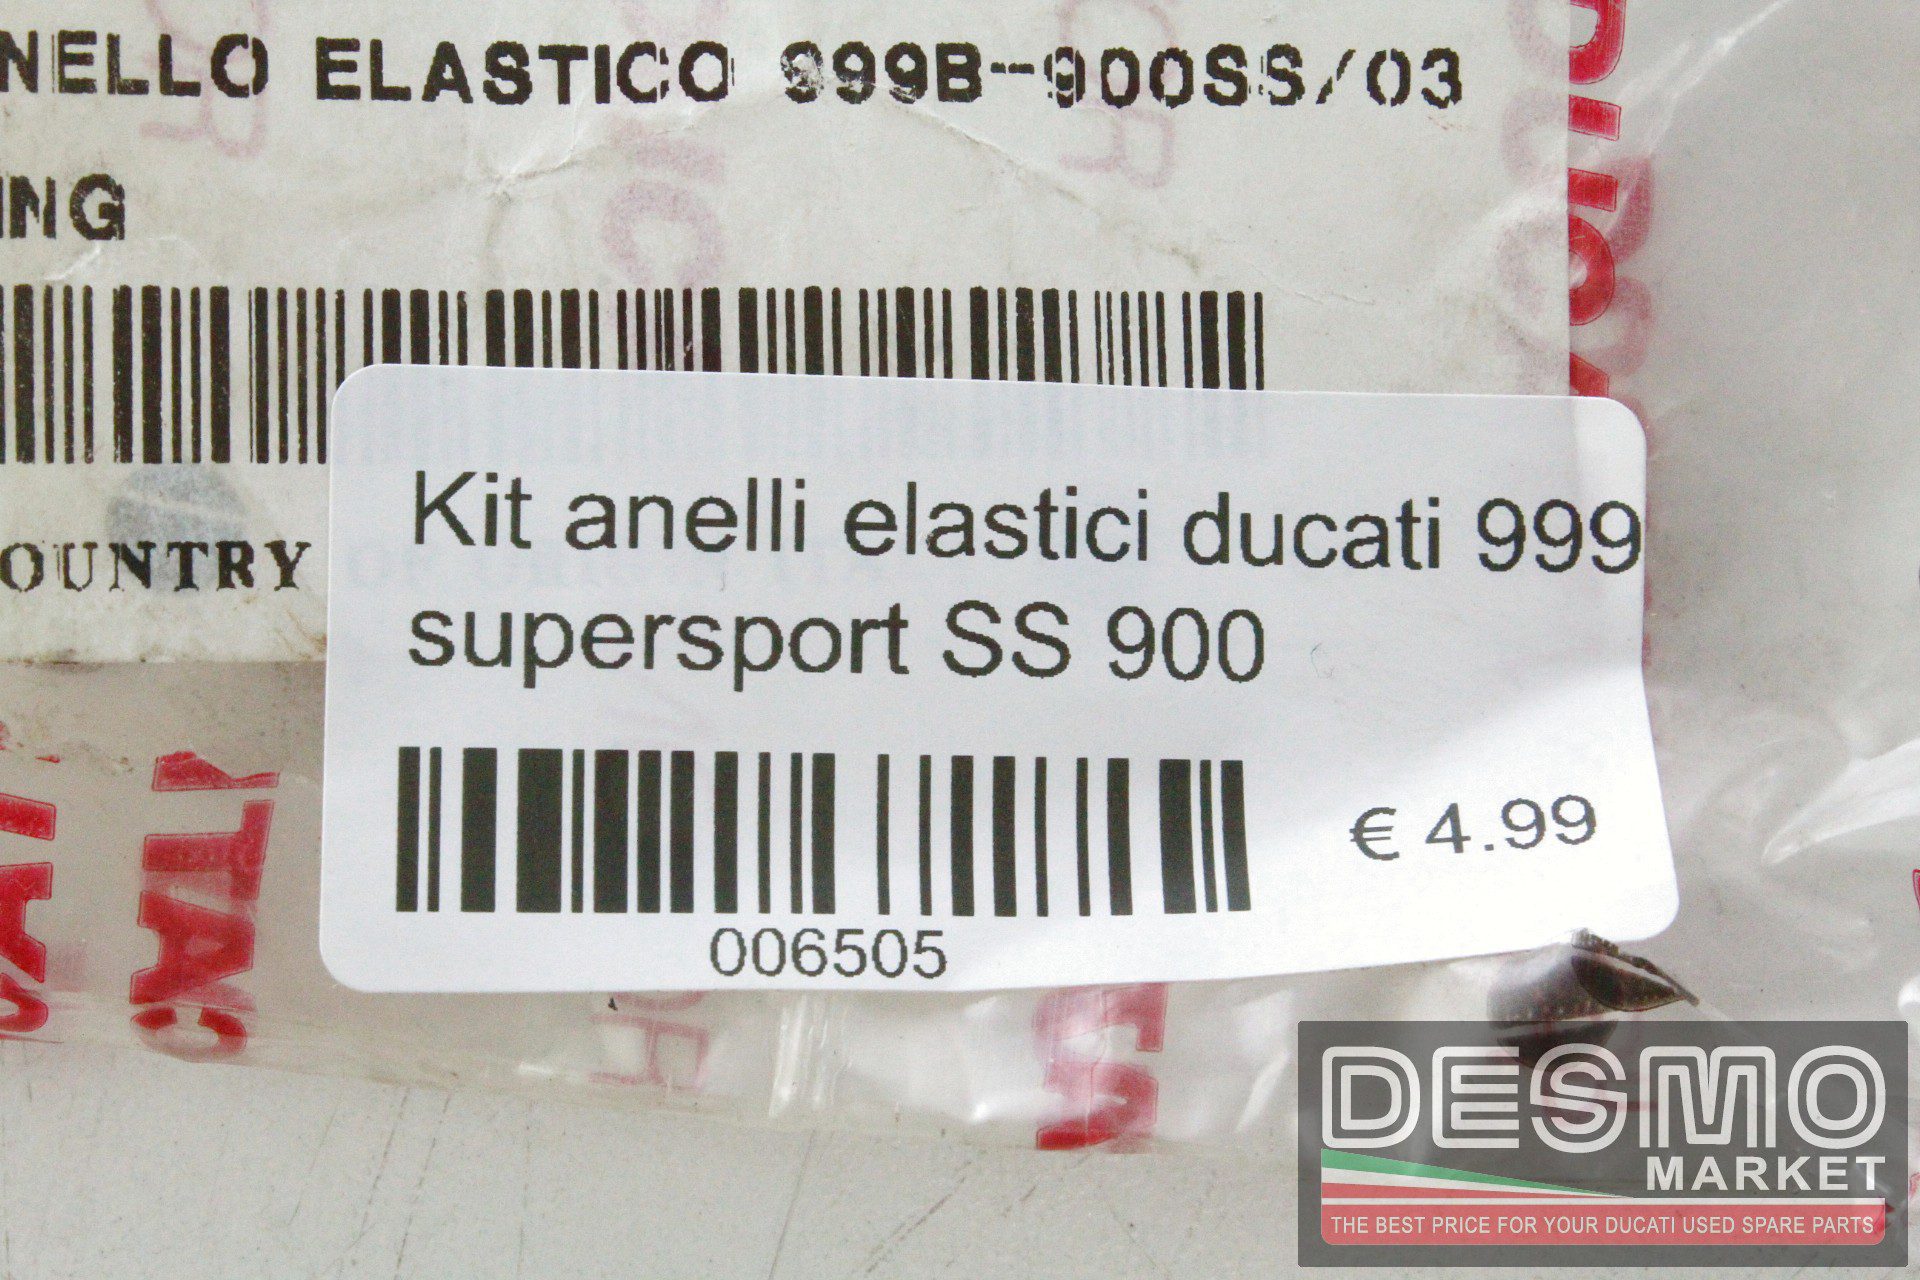 NELLO ELASTICO 999B-900SS/03
ING
OUNTRY
Kit anelli elastici ducati 999
supersport SS 900
€ 4.99
006505
DESMO
MARKET
THE BEST PRICE FOR YOUR DUCATI USED SPARE PARTS